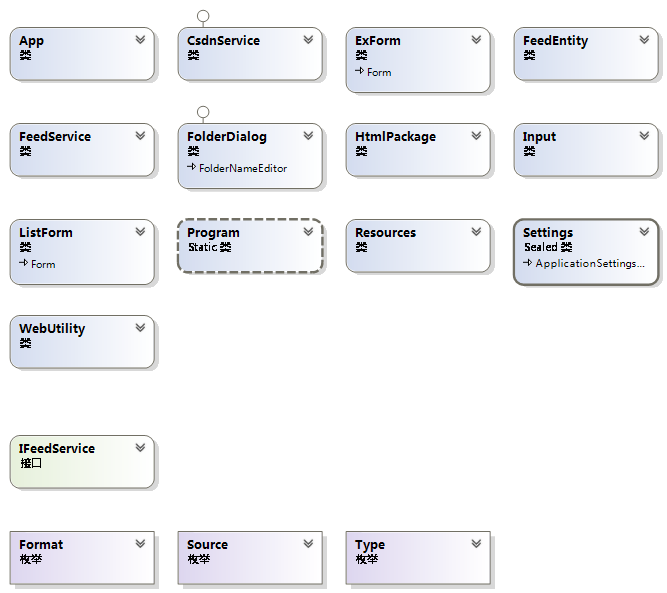 App
类
CsdnService
类
ExForm
类
Form
FeedEntity
类
FeedService
类
FolderDialog
类
FolderNameEditor
HtmlPackage
类
Input
类
ListForm
类
Form
Program
Static 类
Resources
类
Settings
Sealed 类
ApplicationSettings...
WebUtility
类
IFeedService
接口
Format
枚举
Source
枚举
Type
枚举